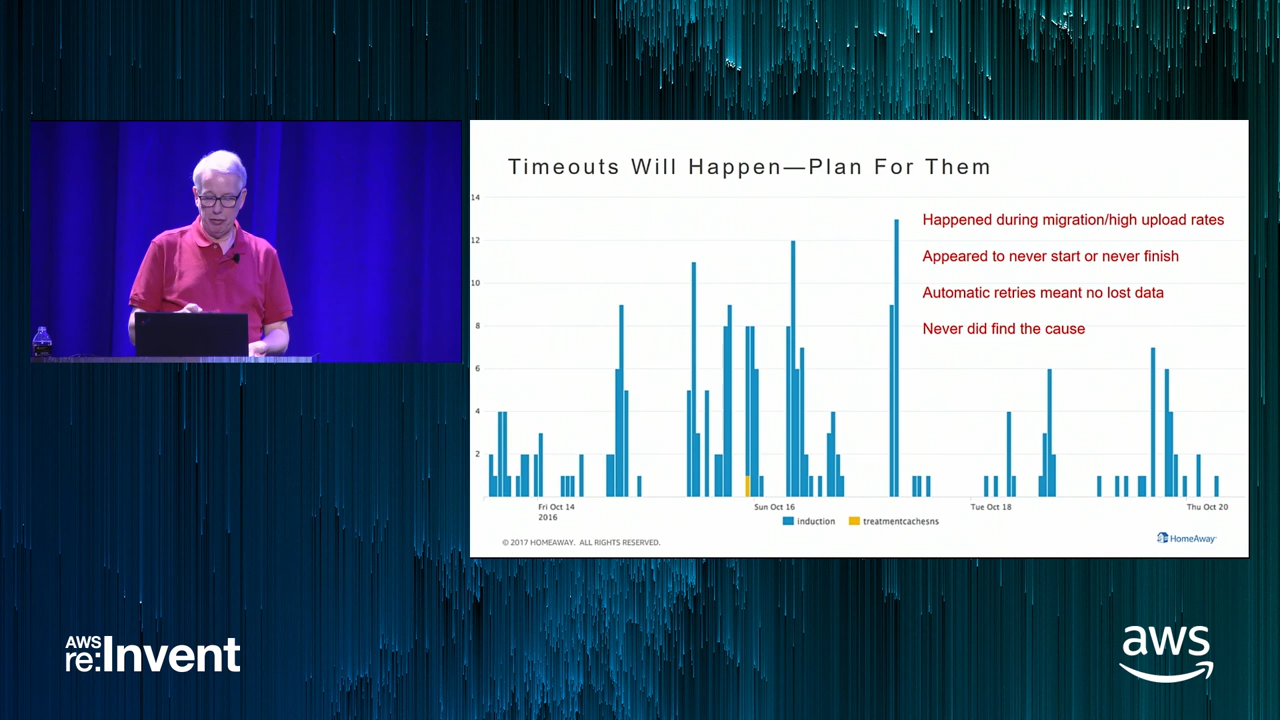 Timeouts Will Happen—Plan For Them
14
12
10
8
6
4
2
Happened during migration/high upload rates
Appeared to never start or never finish
Automatic retries meant no lost data
Never did find the cause
Fri Oct 14
2016
Sun Oct 16
Tue Oct 18
Thu Oct 20
induction
treatmentcachesns
© 2017 HOMEAWAY. ALL RIGHTS RESERVED.
HomeAway
AWS
re:Invent
aws